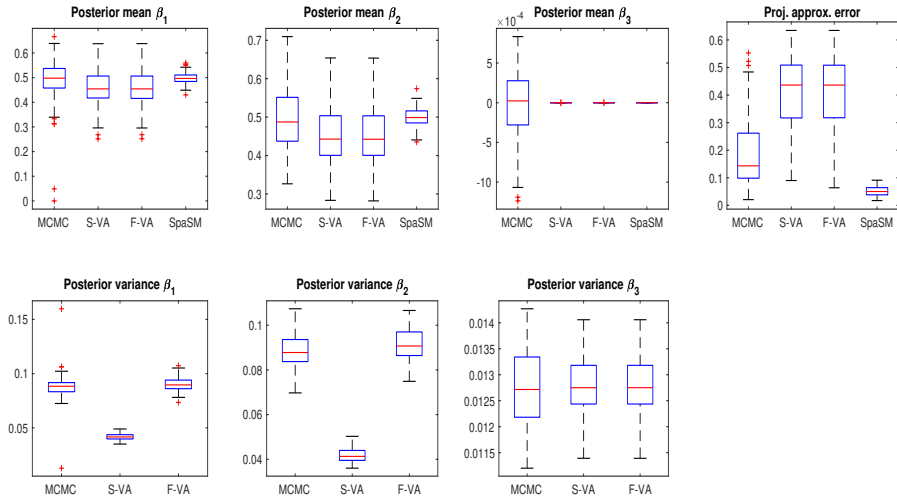 Posterior mean β1
0.6
0.5
0.4
0.3
0.2
0.1
0
MCMC S-VA F-VA SpaSM
Posterior mean β2
0.7
0.6
0.5
0.4
0.3
MCMC S-VA F-VA SpaSM
×10-4
Posterior mean β3
5
0
-5
-10
MCMC S-VA F-VA SpaSM
Proj. approx. error
0.6
0.5
0.4
0.3
0.2
0.1
0
MCMC S-VA F-VA SpaSM
Posterior variance β1
0.15
0.1
0.05
MCMC S-VA F-VA
Posterior variance β2
0.1
0.08
0.06
0.04
MCMC S-VA F-VA
Posterior variance β3
0.014
0.0135
0.013
0.0125
0.012
0.0115
MCMC S-VA F-VA